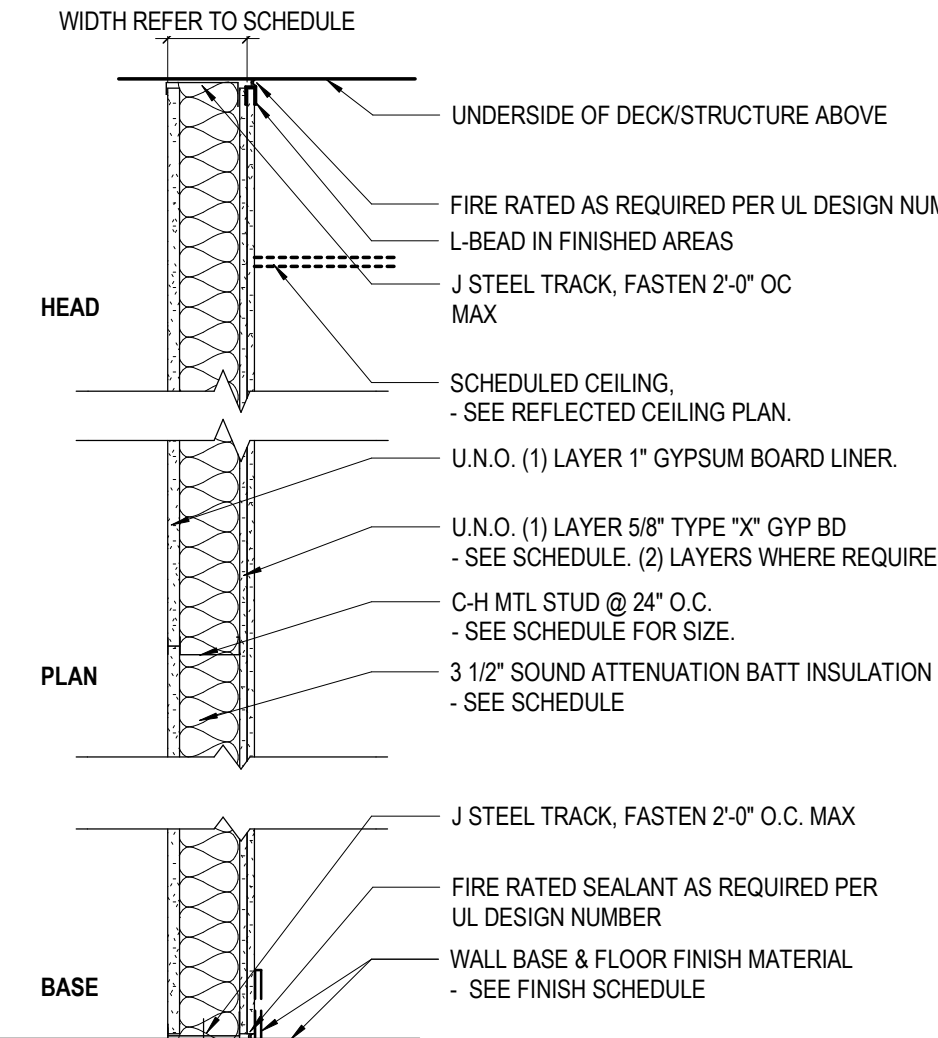 WIDTH REFER TO SCHEDULE
UNDERSIDE OF DECK/STRUCTURE ABOVE
FIRE RATED AS REQUIRED PER UL DESIGN
L-BEAD IN FINISHED AREAS
J STEEL TRACK, FASTEN 2'-0" OC
MAX
HEAD
SCHEDULED CEILING,
- SEE REFLECTED CEILING PLAN.
U.N.O. (1) LAYER 1" GYPSUM BOARD LINER.
U.N.O. (1) LAYER 5/8" TYPE "X" GYP BD
- SEE SCHEDULE. (2) LAYERS WHERE REQUIRE
C-H MTL STUD @ 24" O.C.
- SEE SCHEDULE FOR SIZE.
PLAN
3 1/2" SOUND ATTENUATION BATT INSULATION
- SEE SCHEDULE
J STEEL TRACK, FASTEN 2'-0" O.C. MAX
FIRE RATED SEALANT AS REQUIRED PER
UL DESIGN NUMBER
WALL BASE & FLOOR FINISH MATERIAL
- SEE FINISH SCHEDULE
BASE